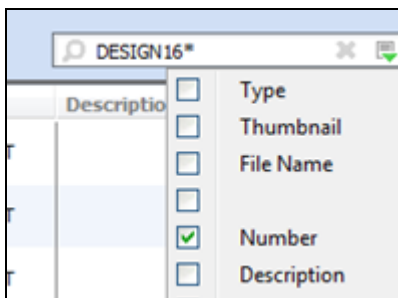 DESIGN16*
Descriptio
Type
Thumbnail
File Name
Number
Description
T
T
T